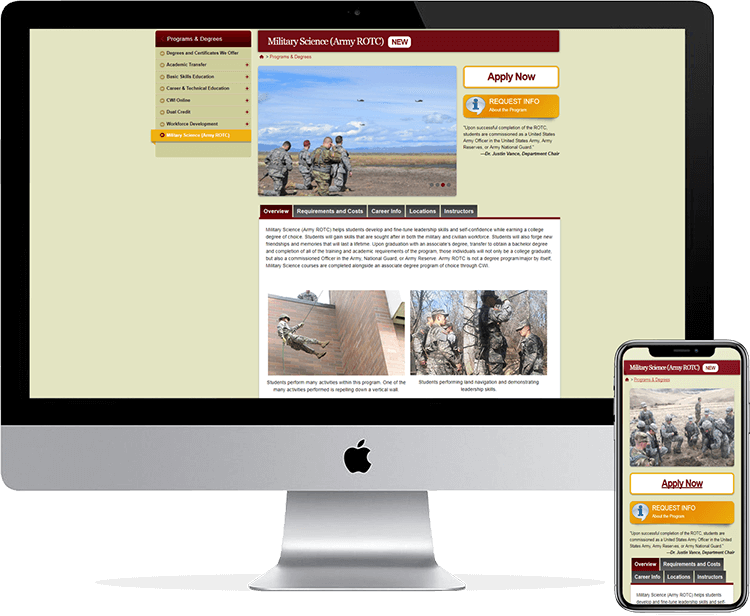 Programs & Degrees
Degrees and Certificates We Offer
Academic Transfer
Basic Skills Education
Career & Technical Education
CWI Online
Dual Credit
Workforce Development
Military Science (Army ROTC)
Military Science (Army ROTC) NEW
> Programs & Degrees
Apply Now
REQUEST INFO
About the Program
"Upon successful completion of the ROTC,
students are commissioned as a United States
Army Officer in the United States Army, Army
Reserves, or Army National Guard."
—Dr. Justin Vance, Department Chair
Overview Requirements and Costs Career Info Locations Instructors
Military Science (Army ROTC) helps students develop and fine-tune leadership skills and self-confidence while earning a college
degree of choice. Students will gain skills that are sought after in both the military and civilian workforce. Students will also forge new
friendships and memories that will last a lifetime. Upon graduation with an associate's degree, transfer to obtain a bachelor degree
and completion of all of the training and academic requirements of the program, those individuals will not only be a college graduate,
but also a commissioned Officer in the Army, National Guard, or Army Reserve. Army ROTC is not a degree program/major by itself.
Military Science courses are completed alongside an associate degree program of choice through CWI.
Students perform many activities within this program. One of the
many activities performed is repelling down a vertical wall.
Students performing land navigation and demonstrating
leadership skills.
Military Science (Army ROTC) NEW
> Programs & Degrees
Apply Now
REQUEST INFO
About the Program
"Upon successful completion of the ROTC, students are
commissioned as a United States Army Officer in the United
States Army, Army Reserves, or Army National Guard."
—Dr. Justin Vance, Department Chair
Overview Requirements and Costs
Career Info Locations Instructors
Military Science (Army ROTC) helps students
develop and fine-tune leadership skills and self-